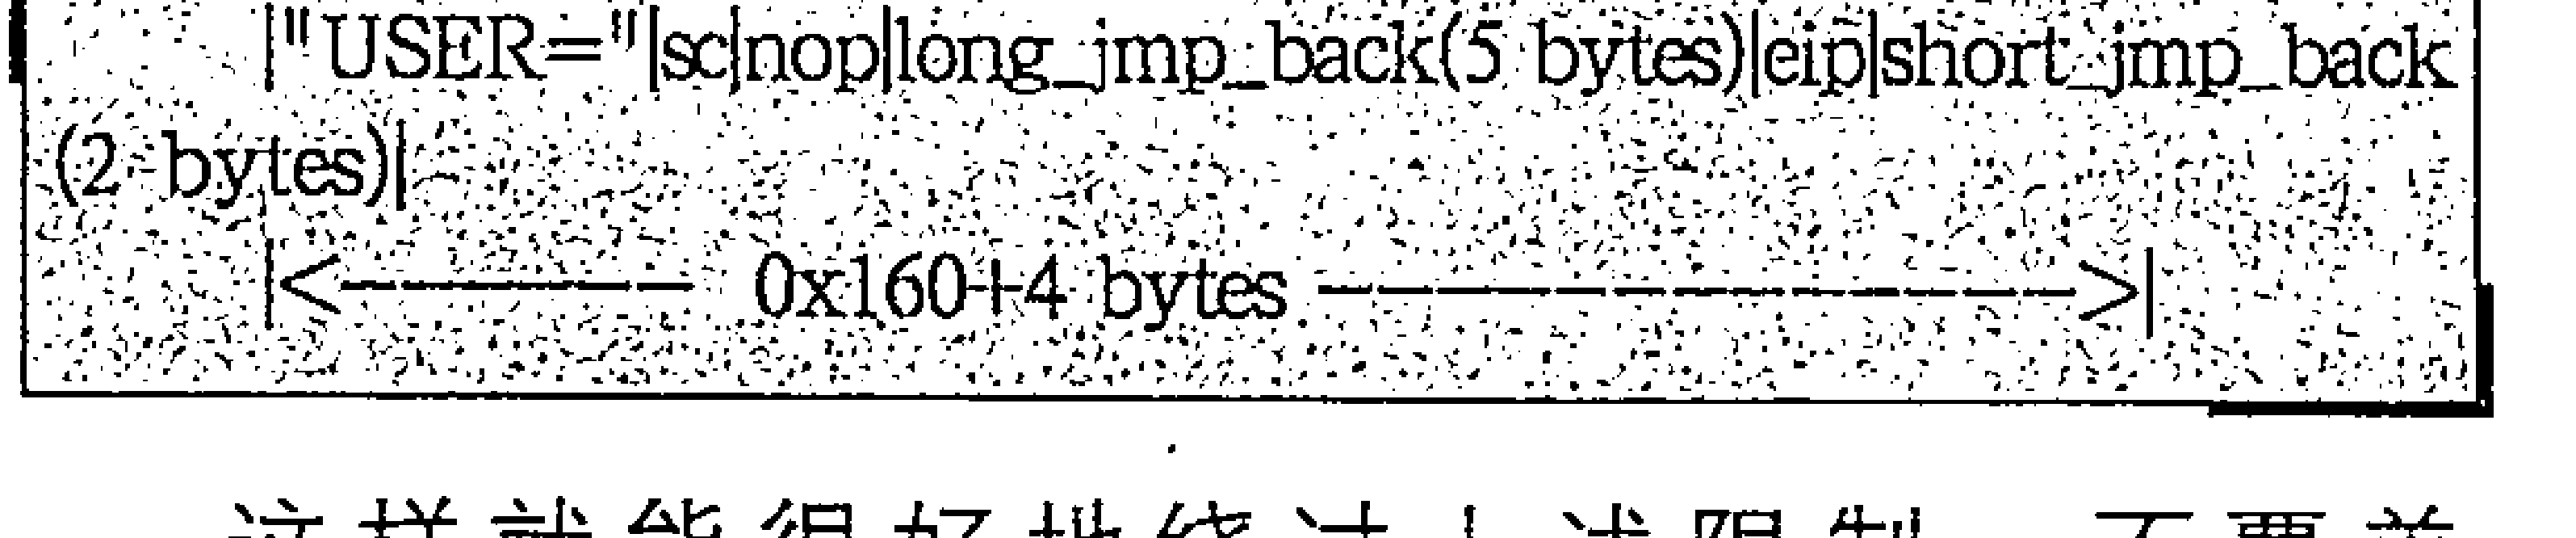 |"USER="|sc|nop|long_jmp_back(5 bytes)|eip|short_jmp_back
(2 bytes)|
|<------ 0x160+4 bytes -------------->|